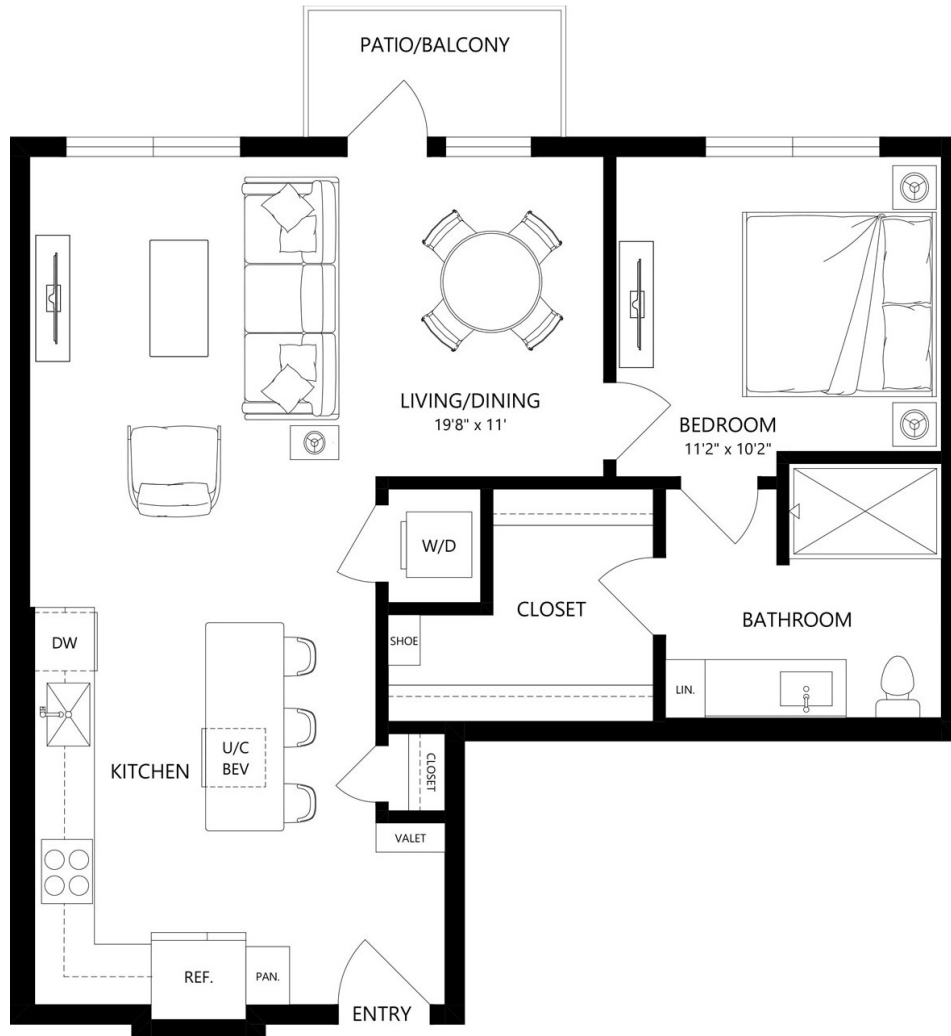 PATIO/BALCONY
LIVING/DINING
19'8" x 11'
BEDROOM
11'2" x 10'2"
W/D
CLOSET
SHOE
BATHROOM
LIN.
DW
U/C
BEV
KITCHEN
CLOSET
VALET
REF.
PAN.
ENTRY